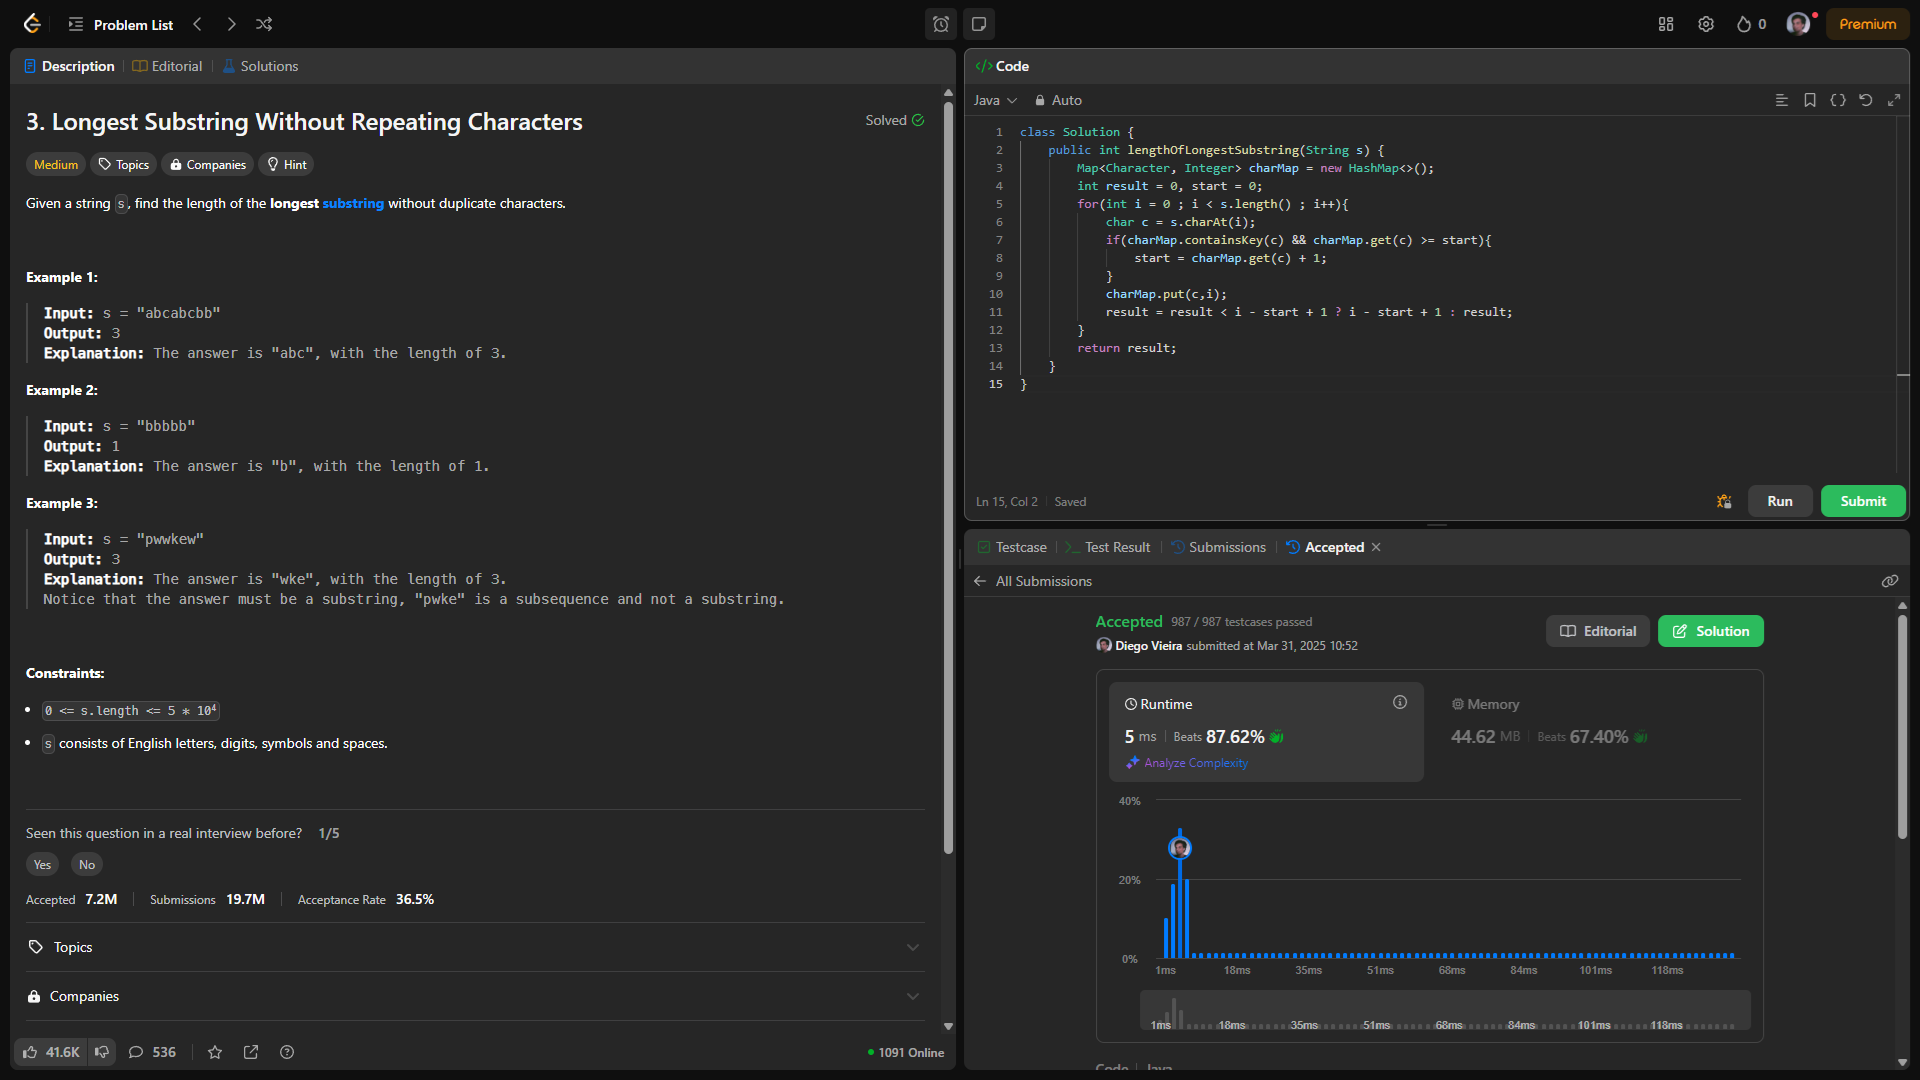 Problem List
0
Premium
Description
Editorial
Solutions
3. Longest Substring Without Repeating Characters
Solved
Medium
Topics
Companies
Hint
Given a string s, find the length of the longest substring without duplicate characters.
Example 1:
Input: s = "abcabcbb"
Output: 3
Explanation: The answer is "abc", with the length of 3.
Example 2:
Input: s = "bbbbb"
Output: 1
Explanation: The answer is "b", with the length of 1.
Example 3:
Input: s = "pwwkew"
Output: 3
Explanation: The answer is "wke", with the length of 3.
Notice that the answer must be a substring, "pwke" is a subsequence and not a substring.
Constraints:
• 0 <= s.length <= 5 * 10⁴
• s consists of English letters, digits, symbols and spaces.
Seen this question in a real interview before? 1/5
Yes
No
Accepted 7.2M
Submissions 19.7M
Acceptance Rate 36.5%
Topics
Companies
41.6K
536
1091 Online
</> Code
Java
Auto
1 class Solution {
2 public int lengthOfLongestSubstring(String s) {
3 Map<Character, Integer> charMap = new HashMap<>();
4 int result = 0, start = 0;
5 for(int i = 0 ; i < s.length() ; i++){
6 char c = s.charAt(i);
7 if(charMap.containsKey(c) && charMap.get(c) >= start){
8 start = charMap.get(c) + 1;
9 }
10 charMap.put(c,i);
11 result = result < i - start + 1 ? i - start + 1 : result;
12 }
13 return result;
14 }
15 }
Ln 15, Col 2
Saved
Run
Submit
Testcase
Test Result
Submissions
Accepted
All Submissions
Accepted 987 / 987 testcases passed
Diego Vieira submitted at Mar 31, 2025 10:52
Editorial
Solution
Runtime
5 ms
Beats 87.62%
Analyze Complexity
Memory
44.62 MB
Beats 67.40%
40%
20%
0%
1ms 18ms 35ms 51ms 68ms 84ms 101ms 118ms
1ms 18ms 35ms 51ms 68ms 84ms 101ms 118ms
Code
Java